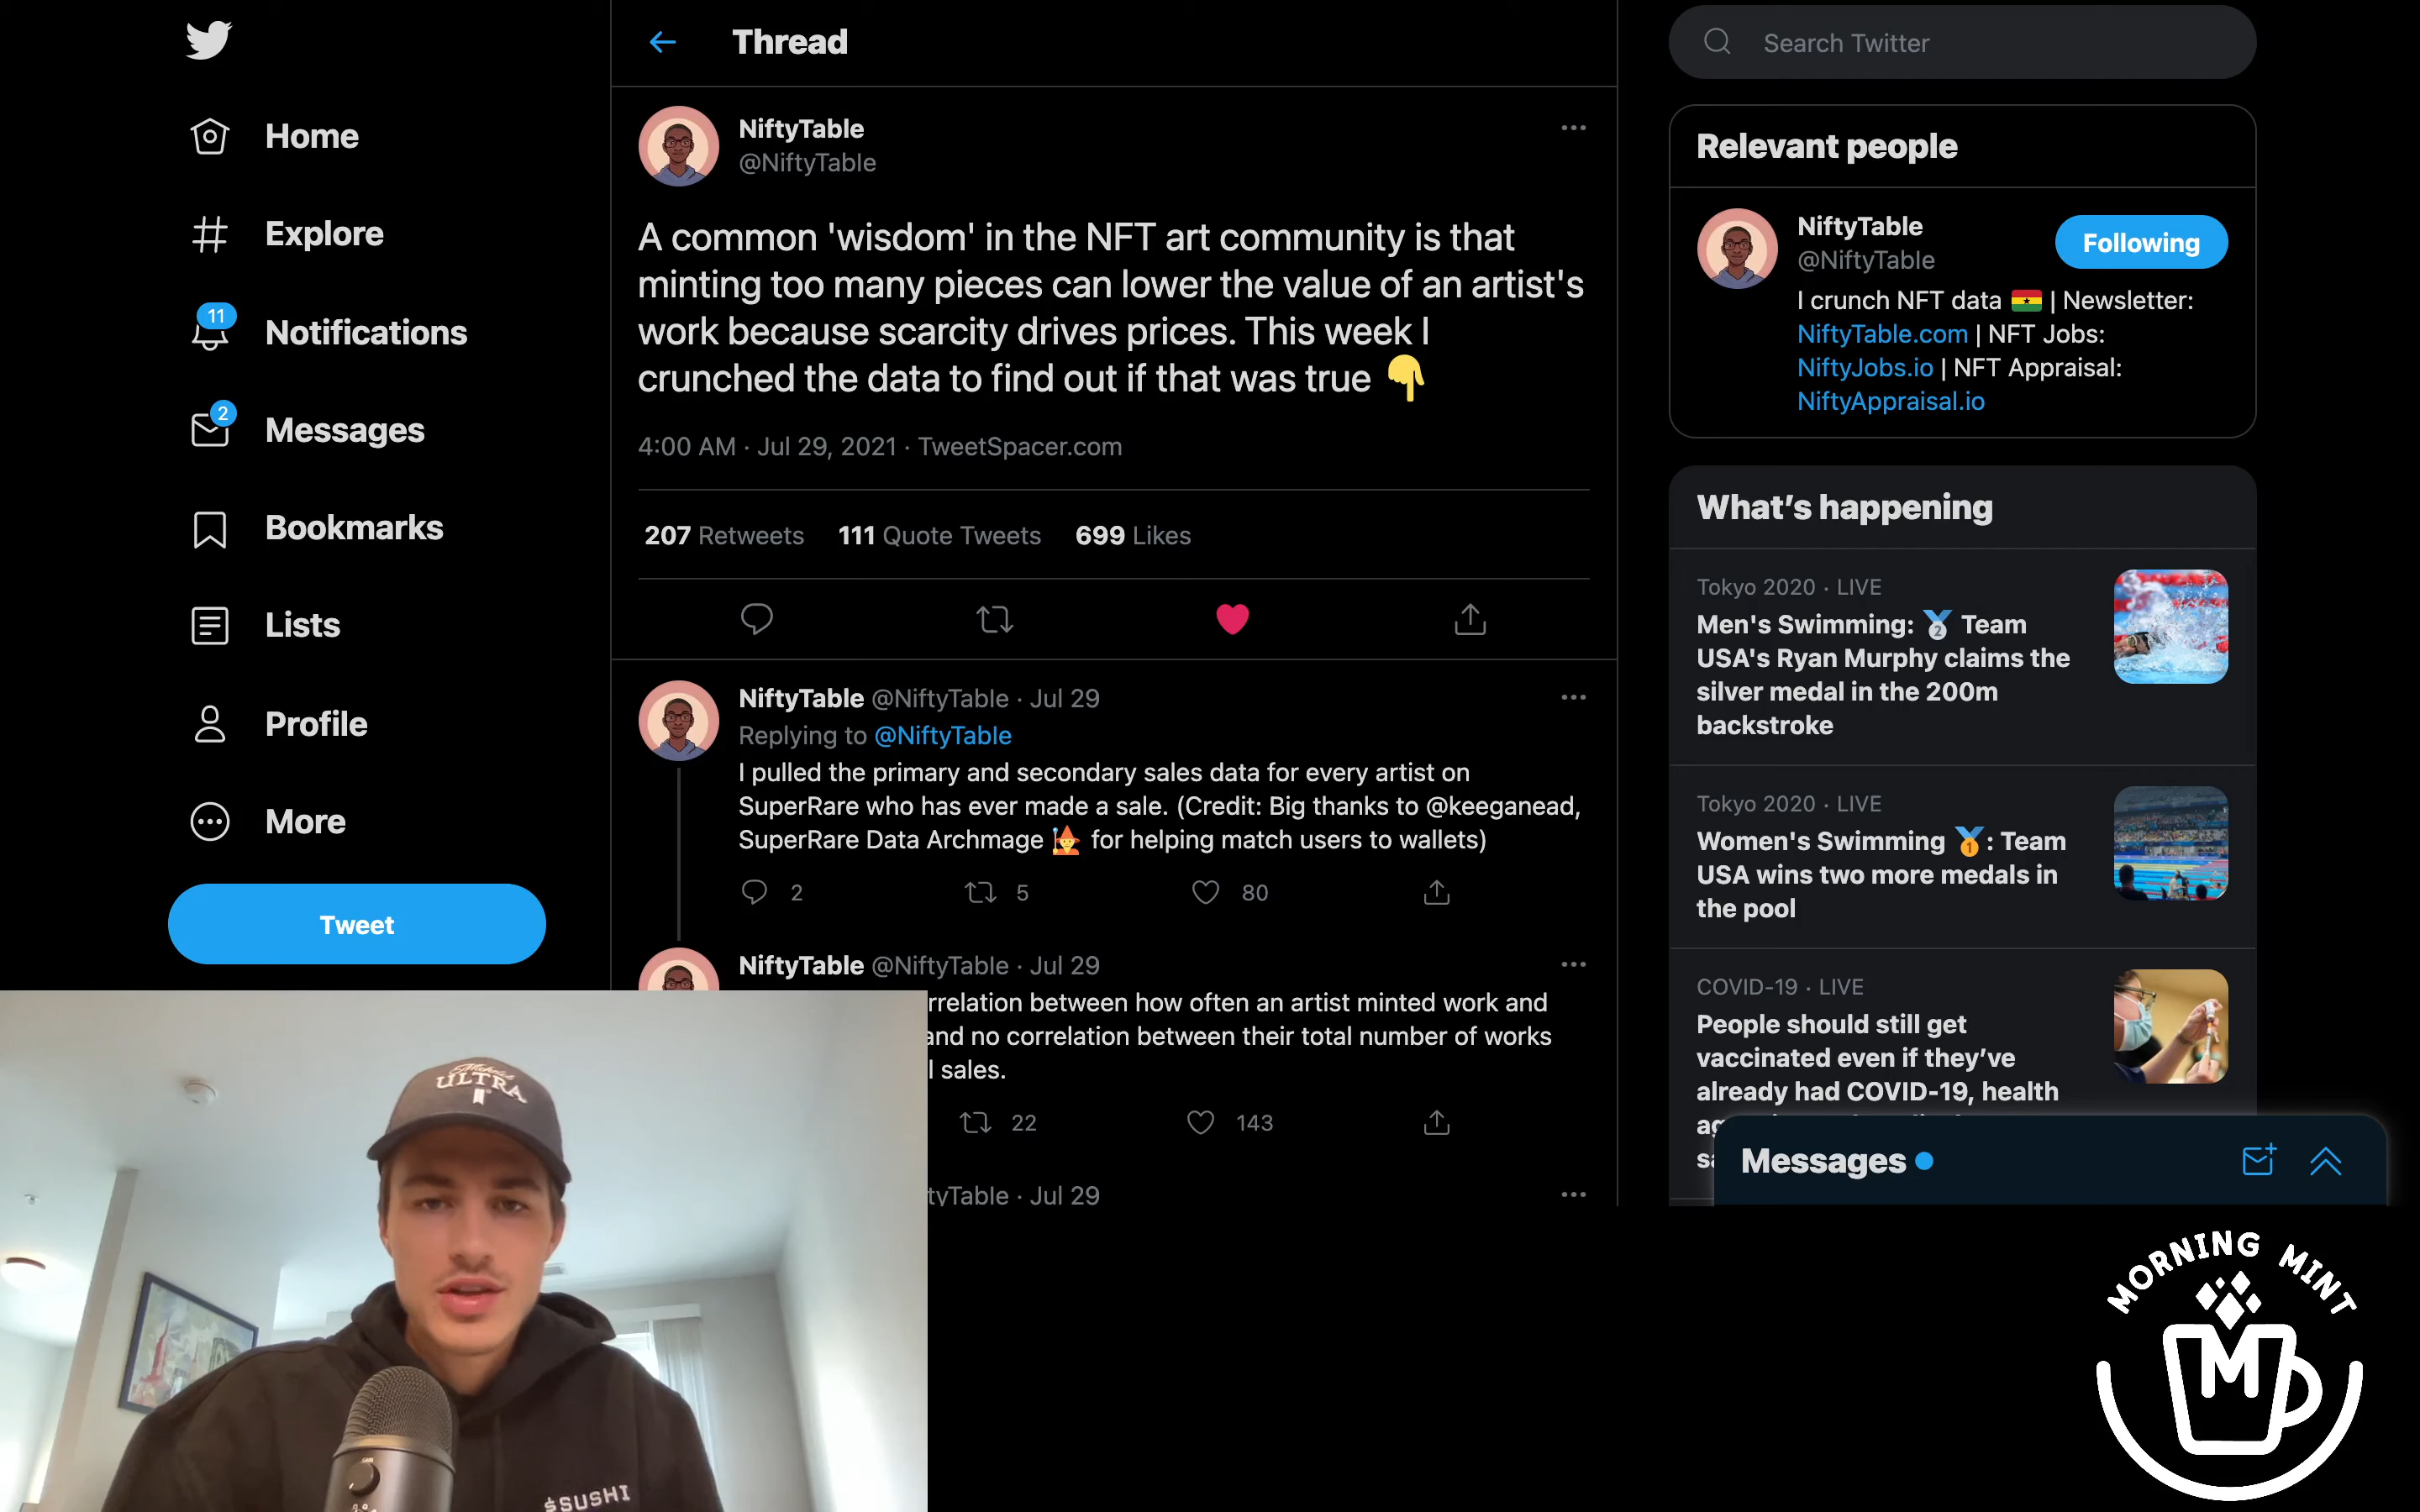 Home
Explore
11
Notifications
2
Messages
Bookmarks
Lists
Profile
More
Tweet
Thread
NiftyTable
@NiftyTable
A common 'wisdom' in the NFT art community is that
minting too many pieces can lower the value of an artist's
work because scarcity drives prices. This week I
crunched the data to find out if that was true 👇
4:00 AM · Jul 29, 2021 · TweetSpacer.com
207 Retweets 111 Quote Tweets 699 Likes
NiftyTable @NiftyTable · Jul 29
Replying to @NiftyTable
I pulled the primary and secondary sales data for every artist on
SuperRare who has ever made a sale. (Credit: Big thanks to @keeganead,
SuperRare Data Archmage 🧙 for helping match users to wallets)
2 5 80
NiftyTable @NiftyTable · Jul 29
rrelation between how often an artist minted work and
and no correlation between their total number of works
l sales.
22 143
tyTable · Jul 29
Search Twitter
Relevant people
NiftyTable
@NiftyTable
Following
I crunch NFT data 🇬🇭 | Newsletter:
NiftyTable.com | NFT Jobs:
NiftyJobs.io | NFT Appraisal:
NiftyAppraisal.io
What's happening
Tokyo 2020 · LIVE
Men's Swimming: 🥈 Team
USA's Ryan Murphy claims the
silver medal in the 200m
backstroke
Tokyo 2020 · LIVE
Women's Swimming 🥇: Team
USA wins two more medals in
the pool
COVID-19 · LIVE
People should still get
vaccinated even if they've
already had COVID-19, health
Messages
ULTRA
$SUSHI
MORNING MINT
M